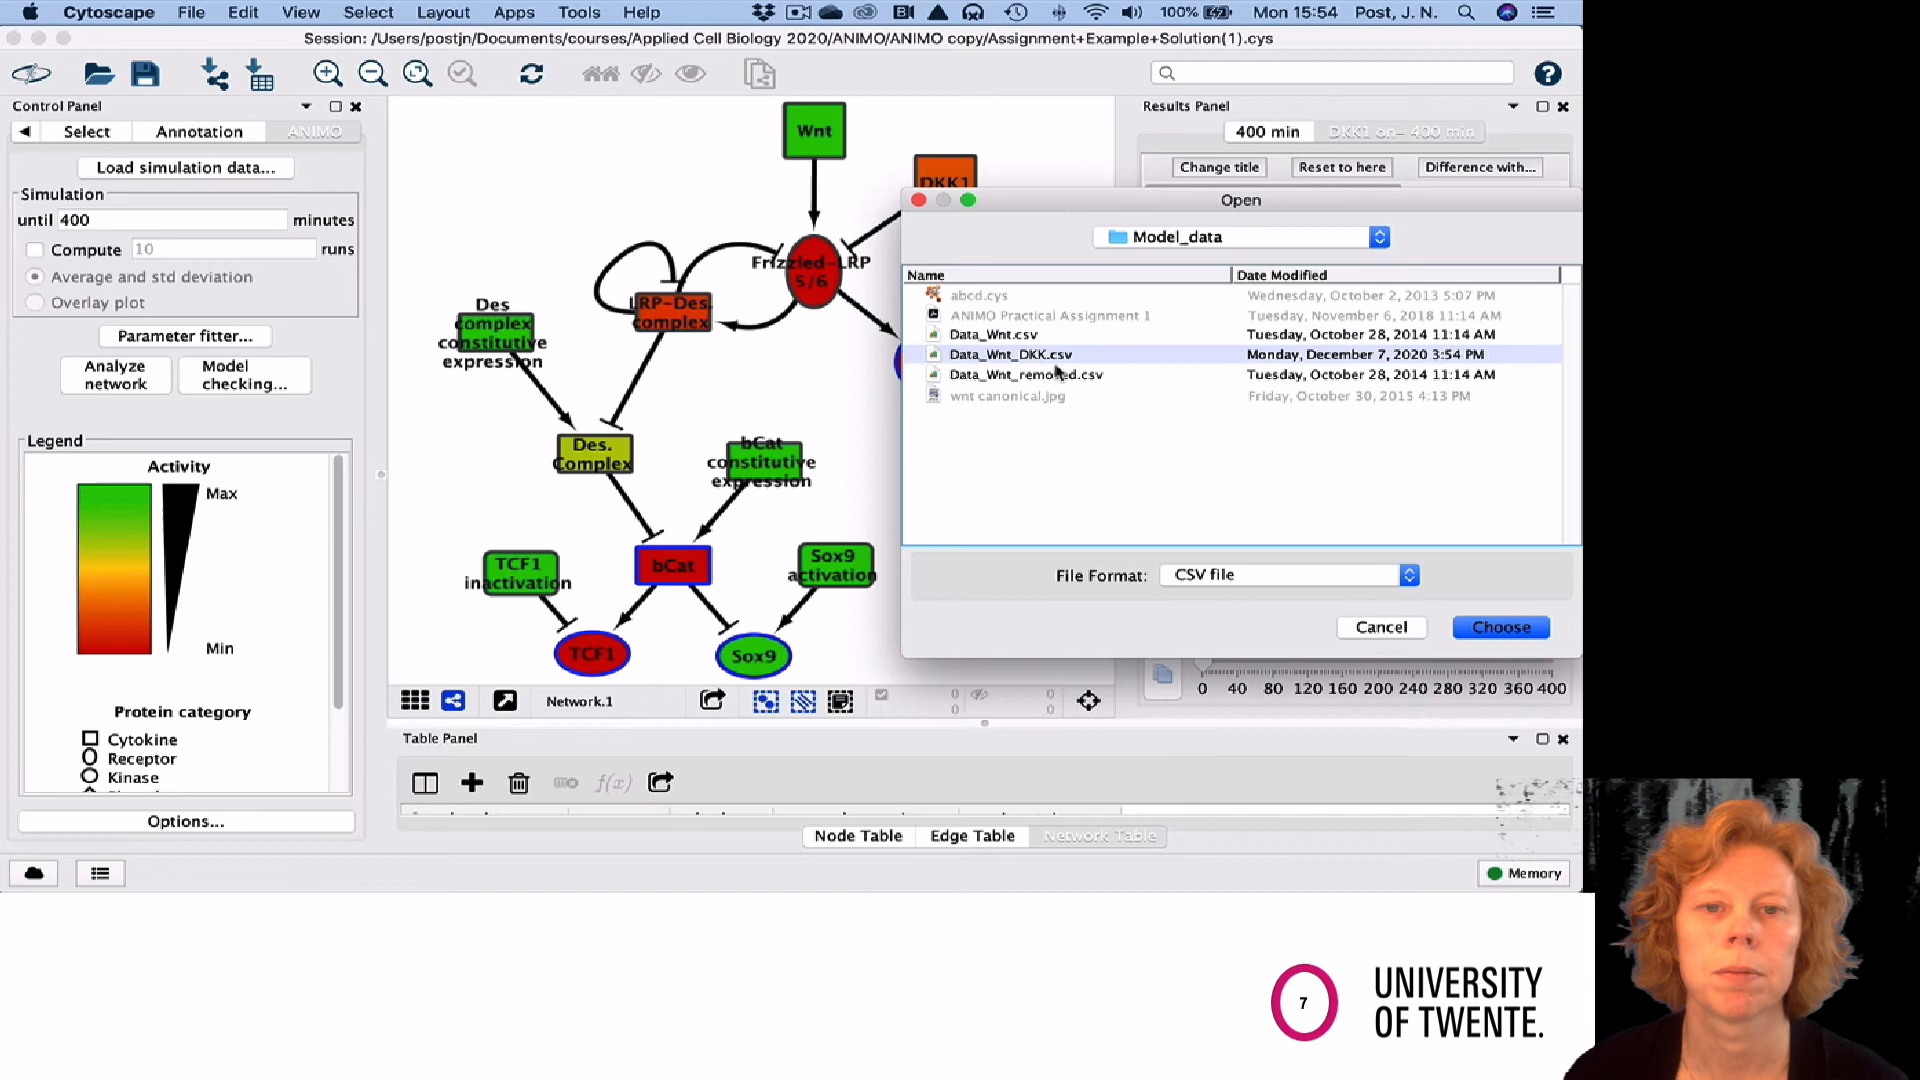 Cytoscape File Edit View Select Layout Apps Tools Help 100% Mon 15:54 Post, J. N.
Session: /Users/postjn/Documents/courses/Applied Cell Biology 2020/ANIMO/ANIMO copy/Assignment+Example+Solution(1).cys
Control Panel
Select Annotation ANIMO
Load simulation data...
Simulation
until 400 minutes
Compute 10 runs
Average and std deviation
Overlay plot
Parameter fitter...
Analyze network
Model checking...
Legend
Activity
Max
Min
Protein category
Cytokine
Receptor
Kinase
Options...
Wnt
DKK1
Frizzled-LRP
5/6
LRP-Des.
complex
Des
complex
constitutive
expression
Des.
Complex
bCat
constitutive
expression
TCF1
inactivation
bCat
Sox9
activation
TCF1
Sox9
Network.1
0 0
0 0
Results Panel
400 min DKK1 on- 400 min
Change title Reset to here Difference with...
Open
Model_data
Name Date Modified
abcd.cys Wednesday, October 2, 2013 5:07 PM
ANIMO Practical Assignment 1 Tuesday, November 6, 2018 11:14 AM
Data_Wnt.csv Tuesday, October 28, 2014 11:14 AM
Data_Wnt_DKK.csv Monday, December 7, 2020 3:54 PM
Data_Wnt_removed.csv Tuesday, October 28, 2014 11:14 AM
wnt canonical.jpg Friday, October 30, 2015 4:13 PM
File Format: CSV file
Cancel Choose
0 40 80 120 160 200 240 280 320 360 400
Table Panel
f(x)
Node Table Edge Table Network Table
Memory
7
UNIVERSITY
OF TWENTE.